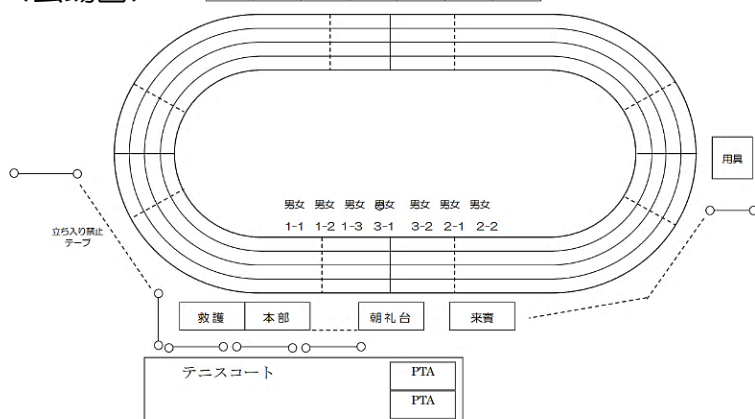 用具
男女 男女 男女 男女 男女 男女 男女
1-1 1-2 1-3 3-1 3-2 2-1 2-2
立ち入り禁止
テープ
救護 本部 朝礼台 来賓
テニスコート PTA
PTA